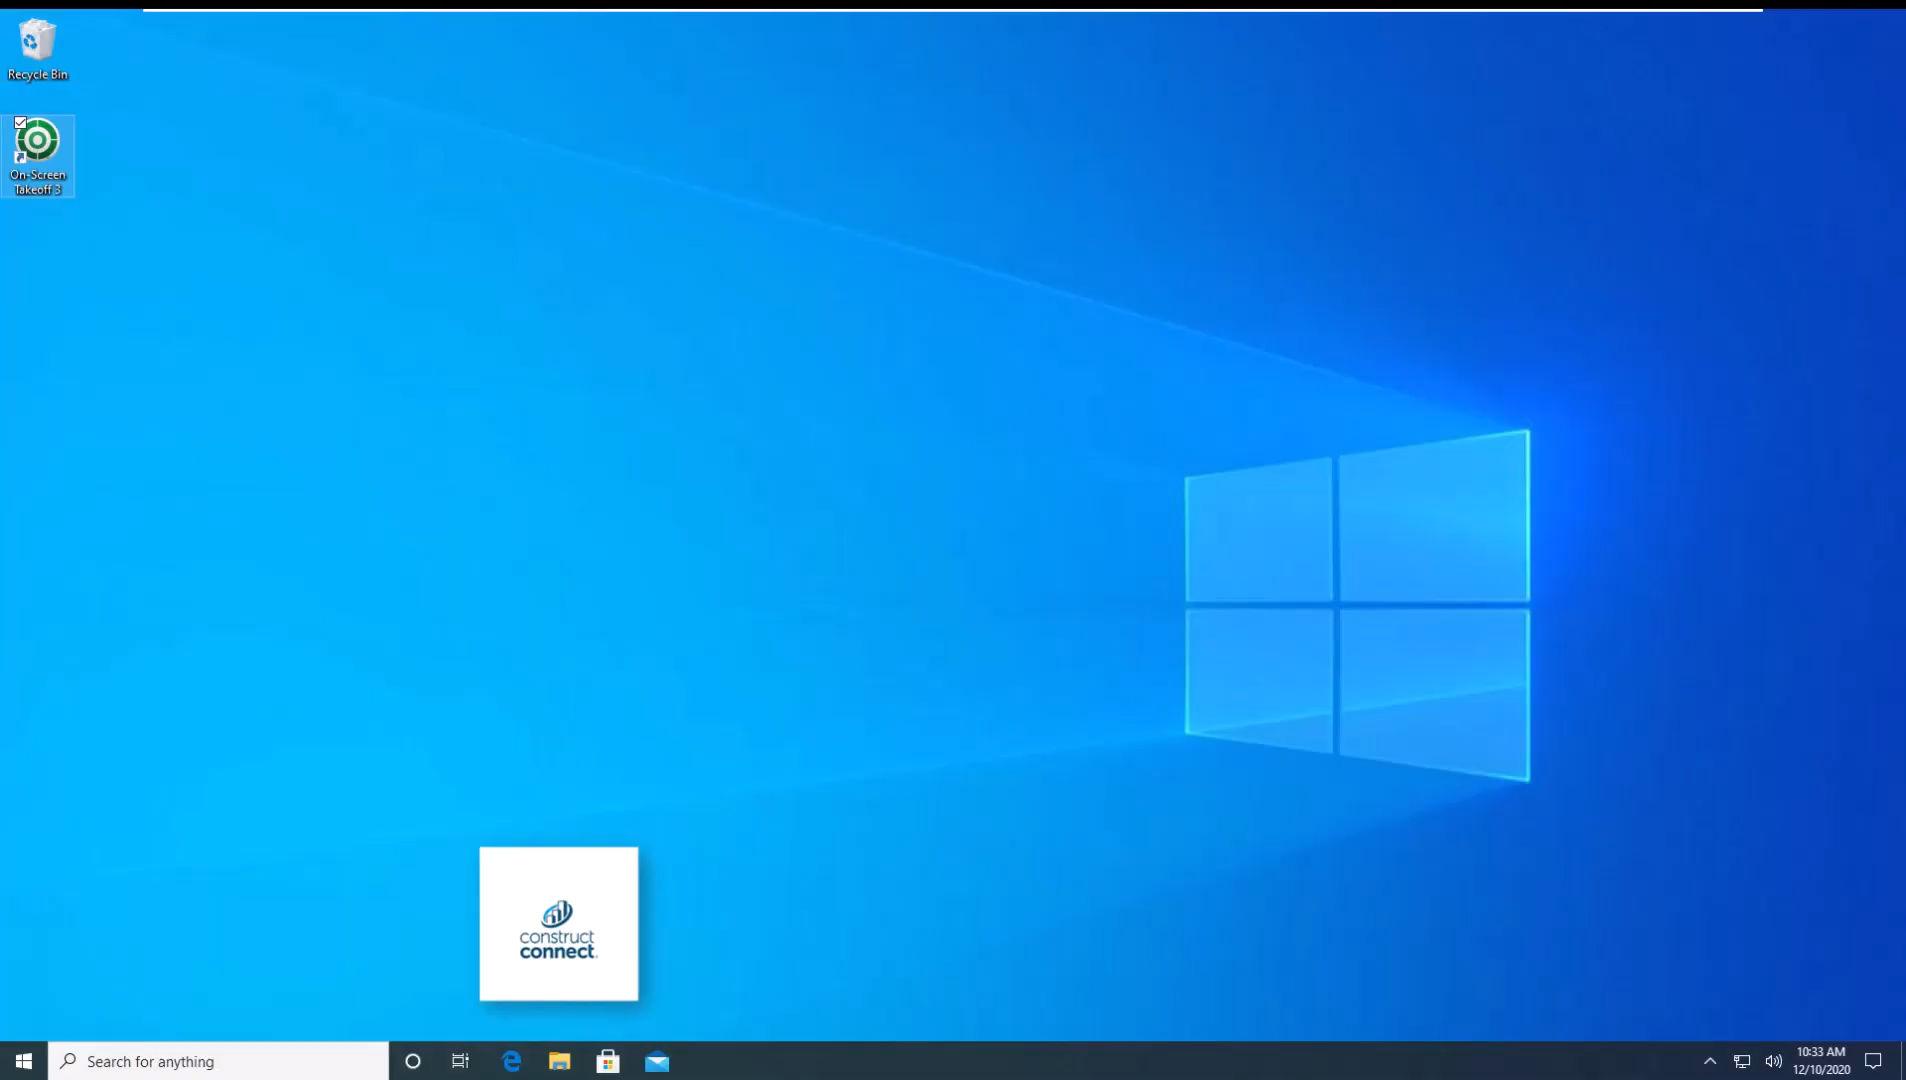 Recycle Bin
On-Screen
Takeoff 3
construct
connect.
Search for anything
10:33 AM
12/10/2020